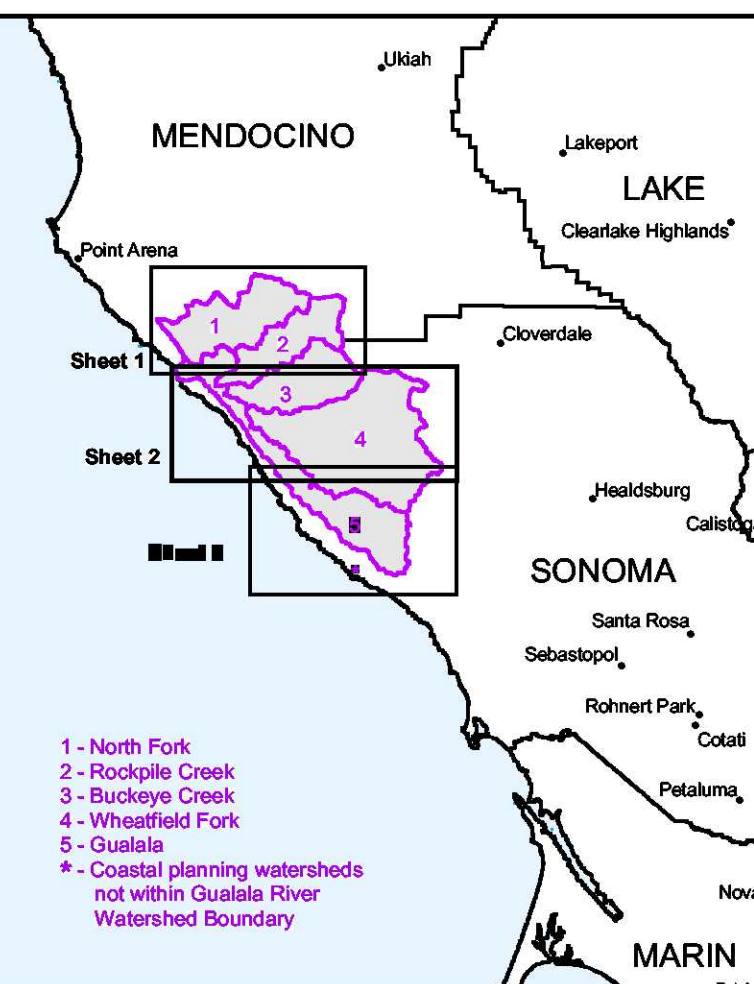 Ukiah
MENDOCINO
Lakeport
LAKE
Clearlake Highlands
Point Arena
1
2
Cloverdale
Sheet 1
3
4
Sheet 2
Healdsburg
5
SONOMA
Santa Rosa
Sebastopol
Rohnert Park
Cotati
1 - North Fork
2 - Rockpile Creek
Petaluma
3 - Buckeye Creek
4 - Wheatfield Fork
5 - Gualala
* - Coastal planning watersheds
not within Gualala River
Watershed Boundary
MARIN